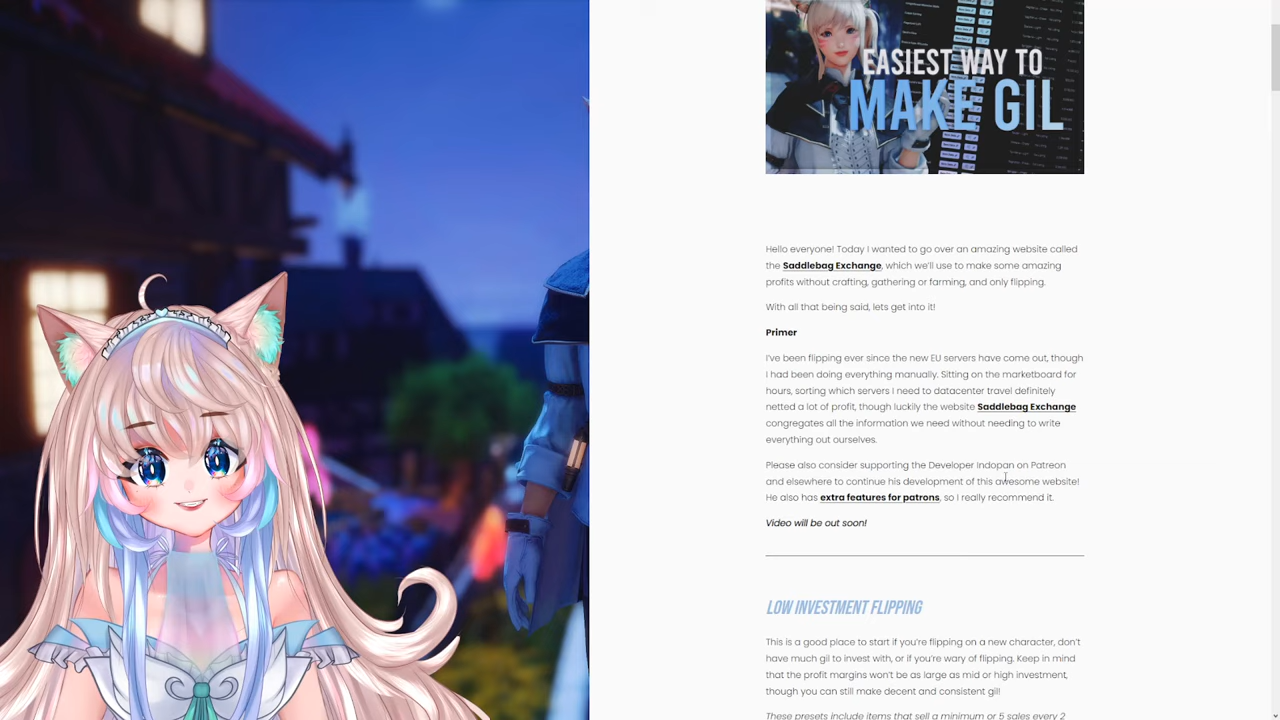 EASIEST WAY TO
MAKE GIL
Hello everyone! Today I wanted to go over an amazing website called
the Saddlebag Exchange, which we'll use to make some amazing
profits without crafting, gathering or farming, and only flipping.
With all that being said, lets get into it!
Primer
I've been flipping ever since the new EU servers have come out, though
I had been doing everything manually. Sitting on the marketboard for
hours, sorting which servers I need to datacenter travel definitely
netted a lot of profit, though luckily the website Saddlebag Exchange
congregates all the information we need without needing to write
everything out ourselves.
Please also consider supporting the Developer Indopan on Patreon
and elsewhere to continue his development of this awesome website!
He also has extra features for patrons, so I really recommend it.
Video will be out soon!
LOW INVESTMENT FLIPPING
This is a good place to start if you're flipping on a new character, don't
have much gil to invest with, or if you're wary of flipping. Keep in mind
that the profit margins won't be as large as mid or high investment,
though you can still make decent and consistent gil!
These presets include items that sell a minimum or 5 sales every 2